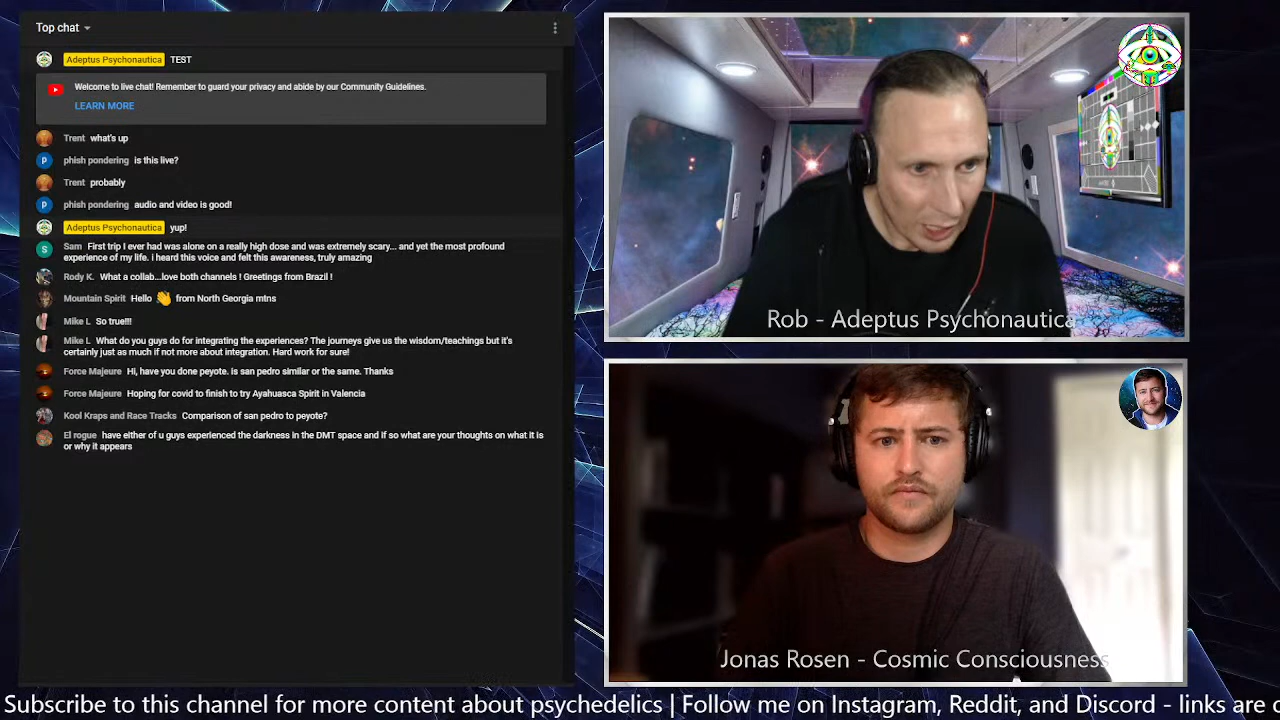 Top chat
Adeptus Psychonautica TEST
Welcome to live chat! Remember to guard your privacy and abide by our Community Guidelines.
LEARN MORE
Trent what's up
P phish pondering is this live?
Trent probably
P phish pondering audio and video is good!
Adeptus Psychonautica yup!
S Sam First trip I ever had was alone on a really high dose and was extremely scary... and yet the most profound
experience of my life. i heard this voice and felt this awareness, truly amazing
Rody K. What a collab...love both channels ! Greetings from Brazil !
Mountain Spirit Hello 👋 from North Georgia mtns
Mike L So true!!!
Mike L What do you guys do for integrating the experiences? The journeys give us the wisdom/teachings but it's
certainly just as much if not more about integration. Hard work for sure!
Force Majeure Hi, have you done peyote. is san pedro similar or the same. Thanks
Force Majeure Hoping for covid to finish to try Ayahuasca Spirit in Valencia
Kool Kraps and Race Tracks Comparison of san pedro to peyote?
El rogue have either of u guys experienced the darkness in the DMT space and if so what are your thoughts on what it is
or why it appears
Rob - Adeptus Psychonautica
Jonas Rosen - Cosmic Consciousness
Subscribe to this channel for more content about psychedelics | Follow me on Instagram, Reddit, and Discord - links are